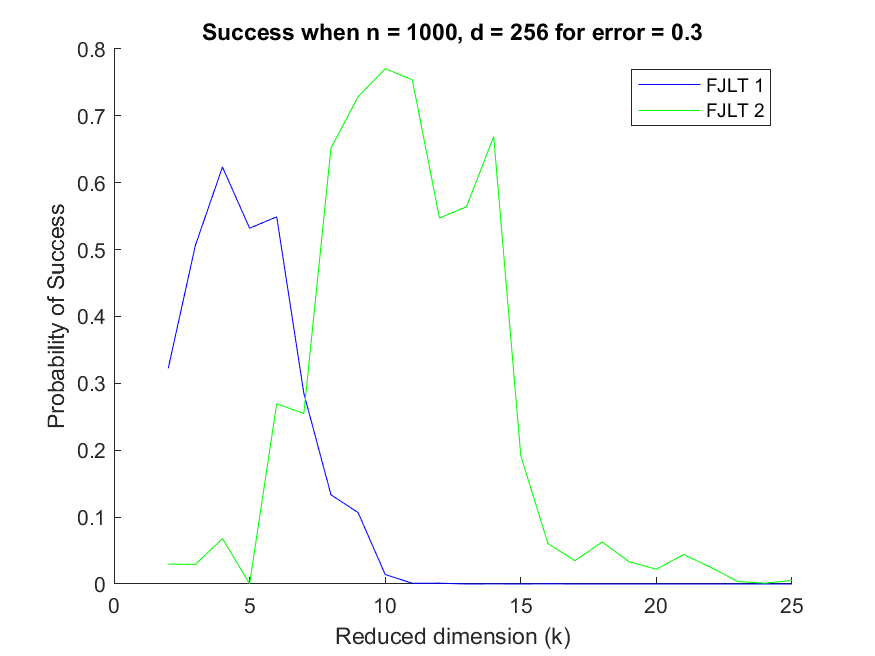 Success when n = 1000, d = 256 for error = 0.3
FJLT 1
FJLT 2
Probability of Success
0.8
0.7
0.6
0.5
0.4
0.3
0.2
0.1
0
0 5 10 15 20 25
Reduced dimension (k)